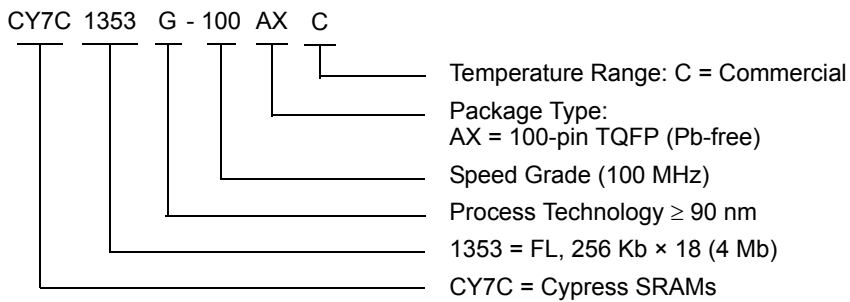 CY7C 1353 G - 100 AX C
Temperature Range: C = Commercial
Package Type:
AX = 100-pin TQFP (Pb-free)
Speed Grade (100 MHz)
Process Technology ≥ 90 nm
1353 = FL, 256 Kb × 18 (4 Mb)
CY7C = Cypress SRAMs